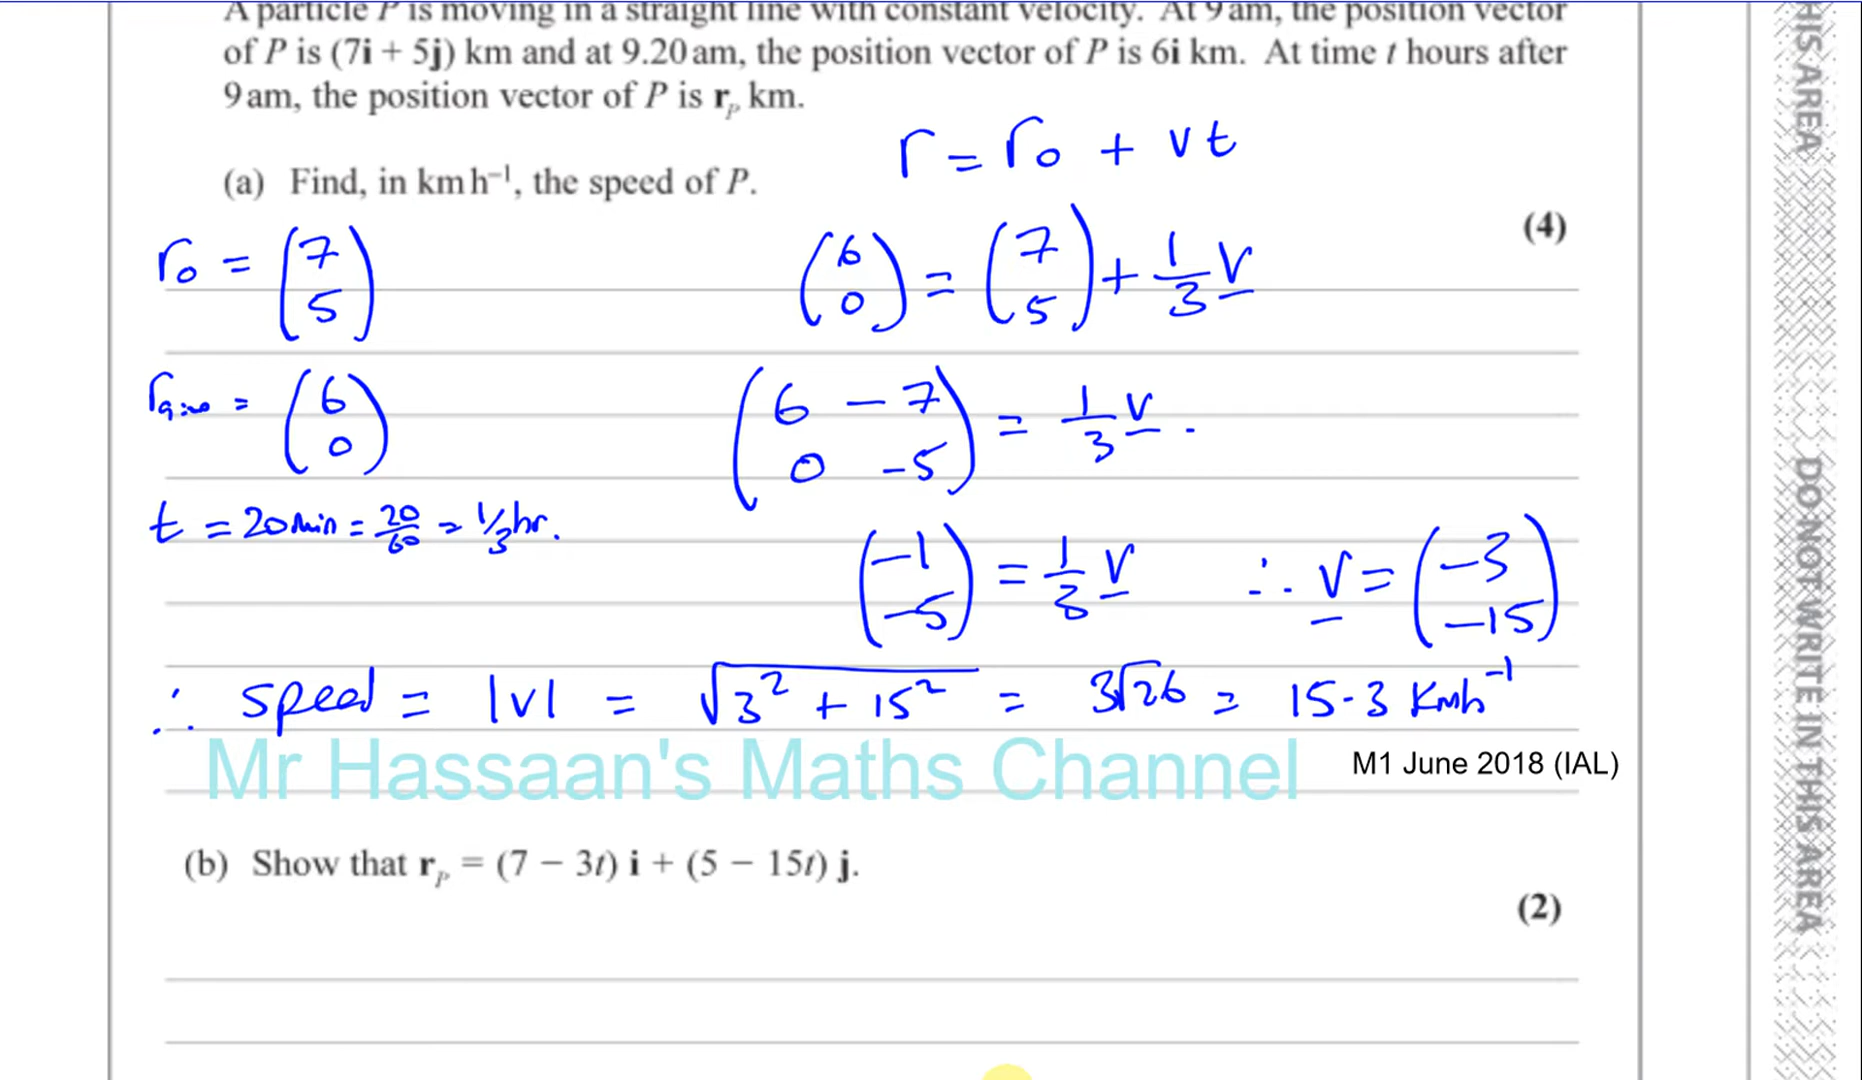 A particle P is moving in a straight line with constant velocity. At 9 am, the position vector
of P is (7i + 5j) km and at 9.20 am, the position vector of P is 6i km. At time t hours after
9 am, the position vector of P is r_P km.
r = r₀ + vt
(a) Find, in km h⁻¹, the speed of P.
(4)
r₀ = (7 5)
(6 0) = (7 5) + 1/3 v
= (6 0)
(6 - 7 0 - 5) = 1/3 v.
t = 20 min = 20/60 = 1/3 hr.
(-1 -5) = 1/3 v ∴ v = (-3 -15)
∴ speed = |v| = √3² + 15² = 3√26 = 15.3 Kmh⁻¹
Mr Hassaan's Maths Channel
M1 June 2018 (IAL)
(b) Show that r_P = (7 − 3t) i + (5 − 15t) j.
(2)
HIS AREA
DO NOT WRITE IN THIS AREA